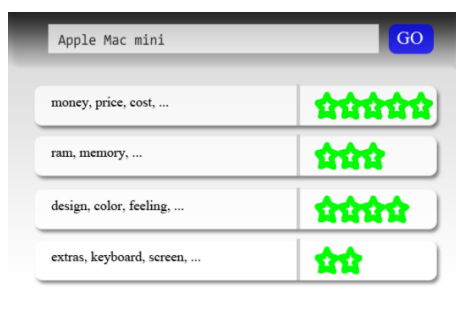 Apple Mac mini
GO
money, price, cost, ...
ram, memory, ...
design, color, feeling, ...
extras, keyboard, screen, ...